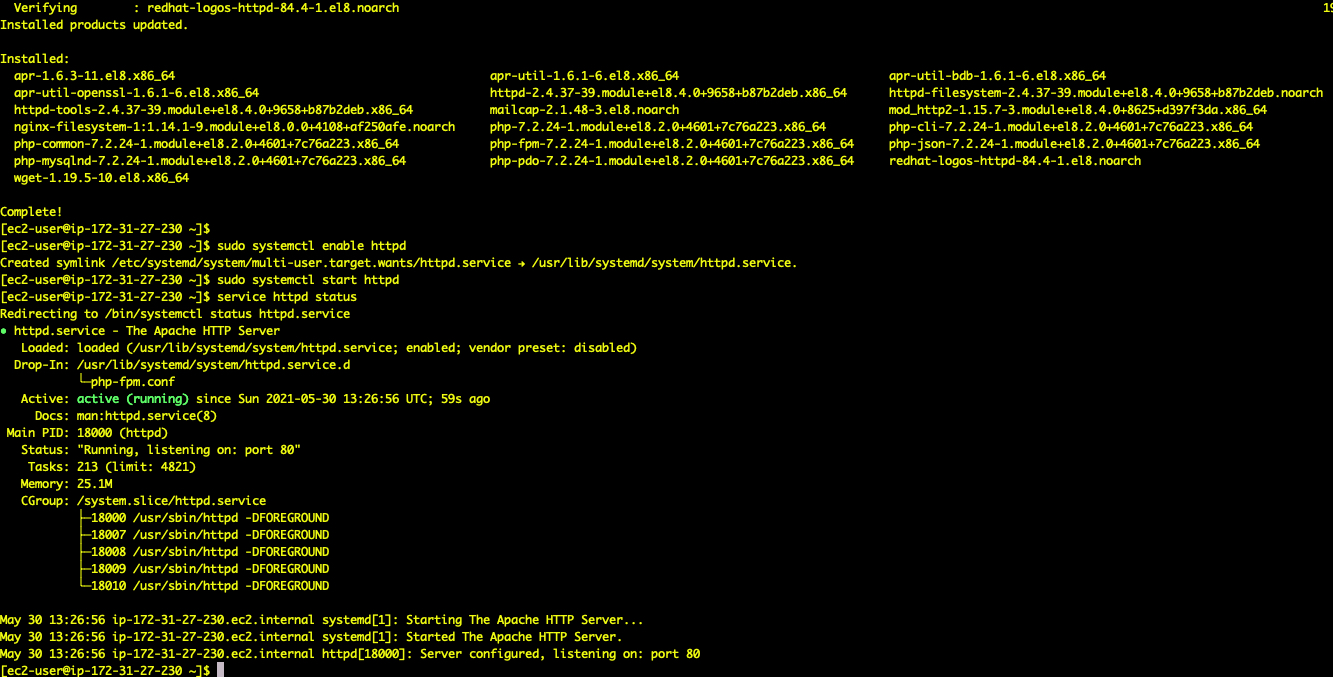 Verifying        : redhat-logos-httpd-84.4-1.el8.noarch 19
Installed products updated.
Installed:
apr-1.6.3-11.el8.x86_64 apr-util-1.6.1-6.el8.x86_64 apr-util-bdb-1.6.1-6.el8.x86_64
apr-util-openssl-1.6.1-6.el8.x86_64 httpd-2.4.37-39.module+el8.4.0+9658+b87b2deb.x86_64 httpd-filesystem-2.4.37-39.module+el8.4.0+9658+b87b2deb.noarch
httpd-tools-2.4.37-39.module+el8.4.0+9658+b87b2deb.x86_64 mailcap-2.1.48-3.el8.noarch mod_http2-1.15.7-3.module+el8.4.0+8625+d397f3da.x86_64
nginx-filesystem-1:1.14.1-9.module+el8.0.0+4108+af250afe.noarch php-7.2.24-1.module+el8.2.0+4601+7c76a223.x86_64 php-cli-7.2.24-1.module+el8.2.0+4601+7c76a223.x86_64
php-common-7.2.24-1.module+el8.2.0+4601+7c76a223.x86_64 php-fpm-7.2.24-1.module+el8.2.0+4601+7c76a223.x86_64 php-json-7.2.24-1.module+el8.2.0+4601+7c76a223.x86_64
php-mysqlnd-7.2.24-1.module+el8.2.0+4601+7c76a223.x86_64 php-pdo-7.2.24-1.module+el8.2.0+4601+7c76a223.x86_64 redhat-logos-httpd-84.4-1.el8.noarch
wget-1.19.5-10.el8.x86_64
Complete!
[ec2-user@ip-172-31-27-230 ~]$
[ec2-user@ip-172-31-27-230 ~]$ sudo systemctl enable httpd
Created symlink /etc/systemd/system/multi-user.target.wants/httpd.service → /usr/lib/systemd/system/httpd.service.
[ec2-user@ip-172-31-27-230 ~]$ sudo systemctl start httpd
[ec2-user@ip-172-31-27-230 ~]$ service httpd status
Redirecting to /bin/systemctl status httpd.service
● httpd.service - The Apache HTTP Server
Loaded: loaded (/usr/lib/systemd/system/httpd.service; enabled; vendor preset: disabled)
Drop-In: /usr/lib/systemd/system/httpd.service.d
└─php-fpm.conf
Active: active (running) since Sun 2021-05-30 13:26:56 UTC; 59s ago
Docs: man:httpd.service(8)
Main PID: 18000 (httpd)
Status: "Running, listening on: port 80"
Tasks: 213 (limit: 4821)
Memory: 25.1M
CGroup: /system.slice/httpd.service
├─18000 /usr/sbin/httpd -DFOREGROUND
├─18007 /usr/sbin/httpd -DFOREGROUND
├─18008 /usr/sbin/httpd -DFOREGROUND
├─18009 /usr/sbin/httpd -DFOREGROUND
└─18010 /usr/sbin/httpd -DFOREGROUND
May 30 13:26:56 ip-172-31-27-230.ec2.internal systemd[1]: Starting The Apache HTTP Server...
May 30 13:26:56 ip-172-31-27-230.ec2.internal systemd[1]: Started The Apache HTTP Server.
May 30 13:26:56 ip-172-31-27-230.ec2.internal httpd[18000]: Server configured, listening on: port 80
[ec2-user@ip-172-31-27-230 ~]$